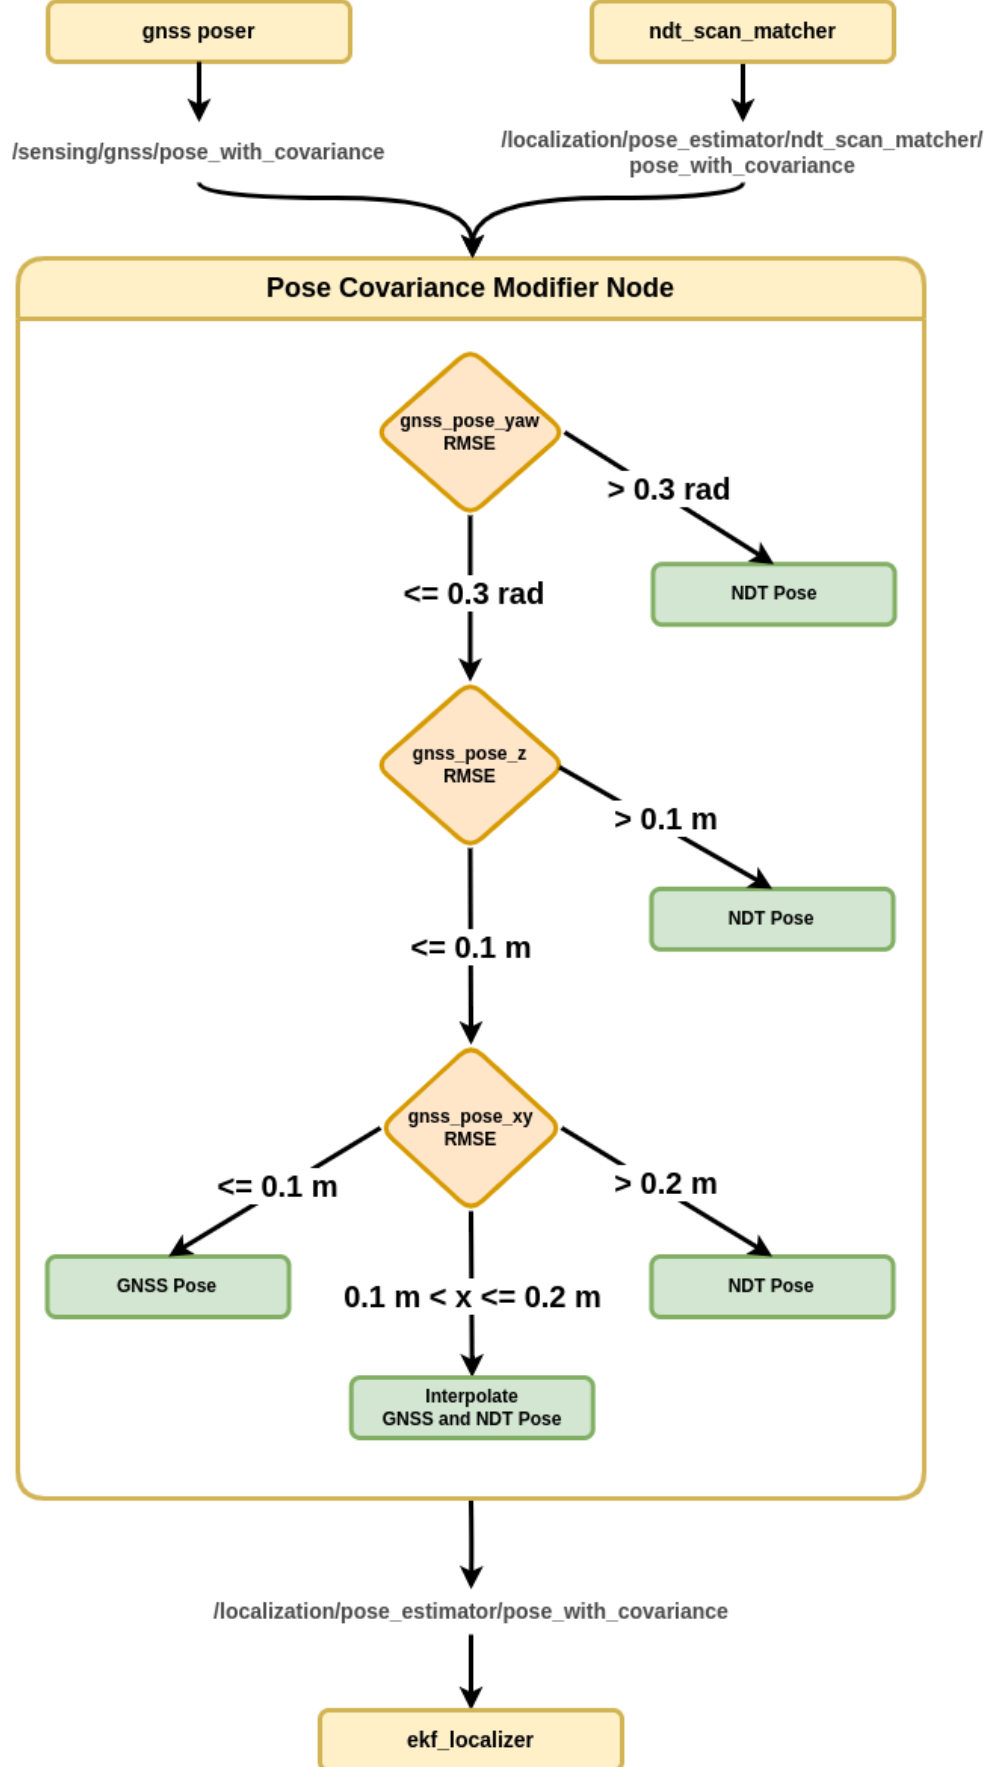 gnss poser
ndt_scan_matcher
/sensing/gnss/pose_with_covariance
/localization/pose_estimator/ndt_scan_matcher/
pose_with_covariance
Pose Covariance Modifier Node
gnss_pose_yaw
RMSE
> 0.3 rad
<= 0.3 rad
NDT Pose
gnss_pose_z
RMSE
> 0.1 m
NDT Pose
<= 0.1 m
gnss_pose_xy
RMSE
<= 0.1 m
> 0.2 m
GNSS Pose
0.1 m < x <= 0.2 m
NDT Pose
Interpolate
GNSS and NDT Pose
/localization/pose_estimator/pose_with_covariance
ekf_localizer